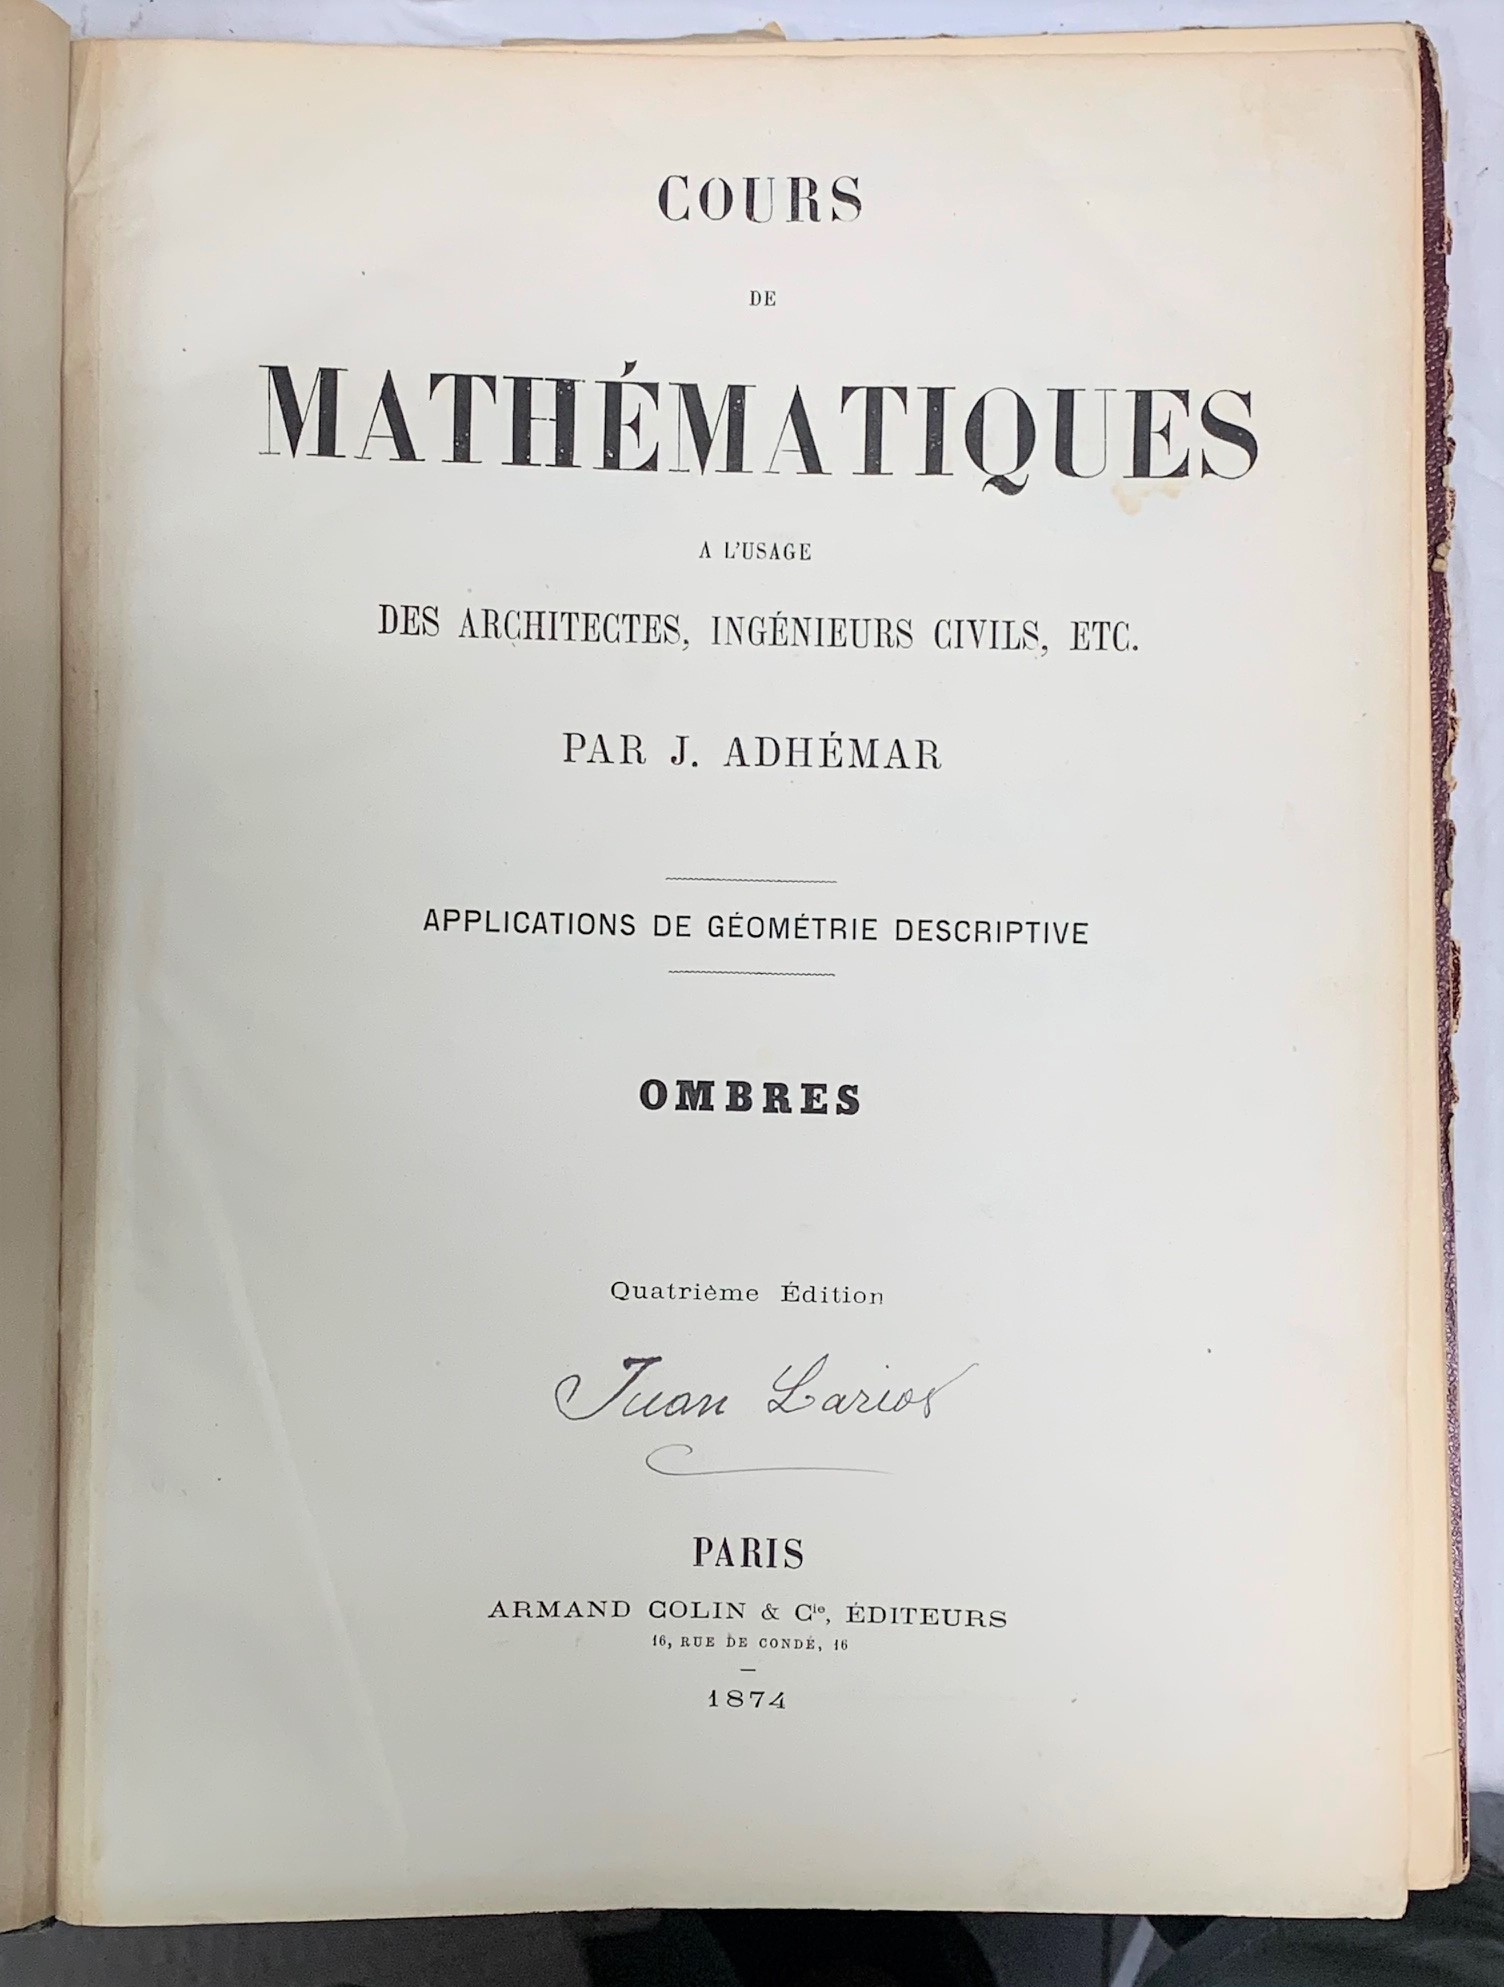 COURS
DE
MATHÉMATIQUES
A L'USAGE
DES ARCHITECTES, INGÉNIEURS CIVILS, ETC.
PAR J. ADHÉMAR
APPLICATIONS DE GÉOMÉTRIE DESCRIPTIVE
OMBRES
Quatrième Édition
Juan Larios
PARIS
ARMAND COLIN & Cie, ÉDITEURS
16, RUE DE CONDÉ, 16
1874